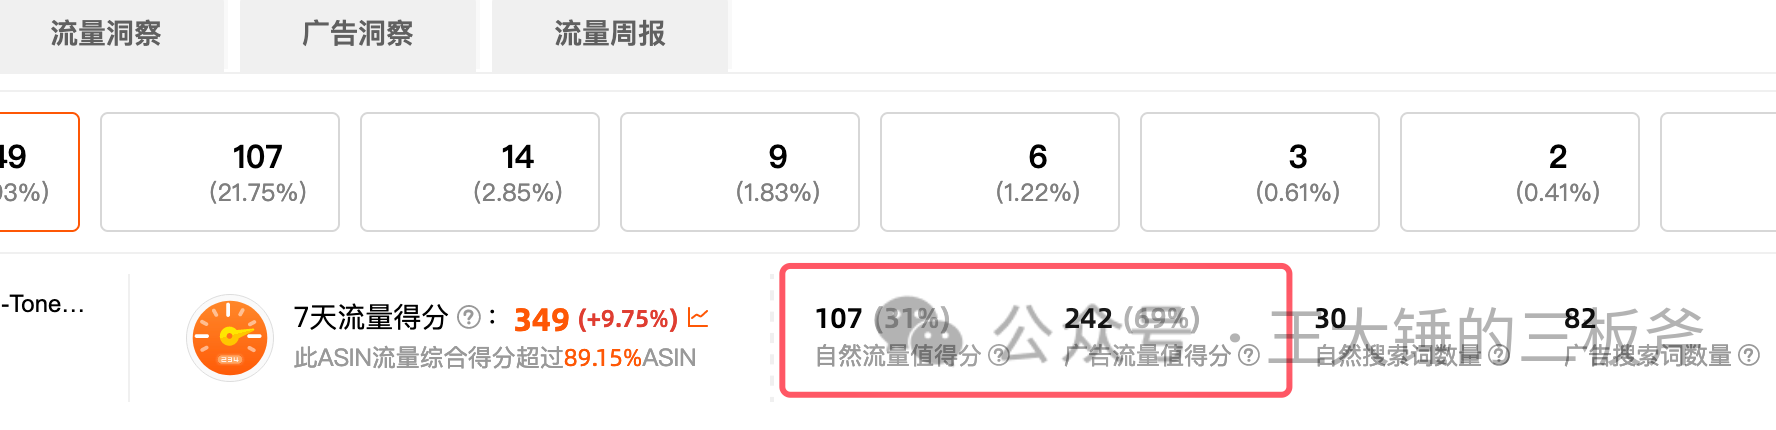 流量洞察 广告洞察 流量周报
49 107 14 9 6 3 2
93%) (21.75%) (2.85%) (1.83%) (1.22%) (0.61%) (0.41%)
-Tone...
7天流量得分 ? : 349 (+9.75%)
此ASIN流量综合得分超过89.15%ASIN
234
107 (31%) 242 (69%) 30 82
自然流量值得分 ? 广告流量值得分 ? 自然搜索词数量 ? 广告搜索词数量 ?
公众号 · 王大锤的三板斧